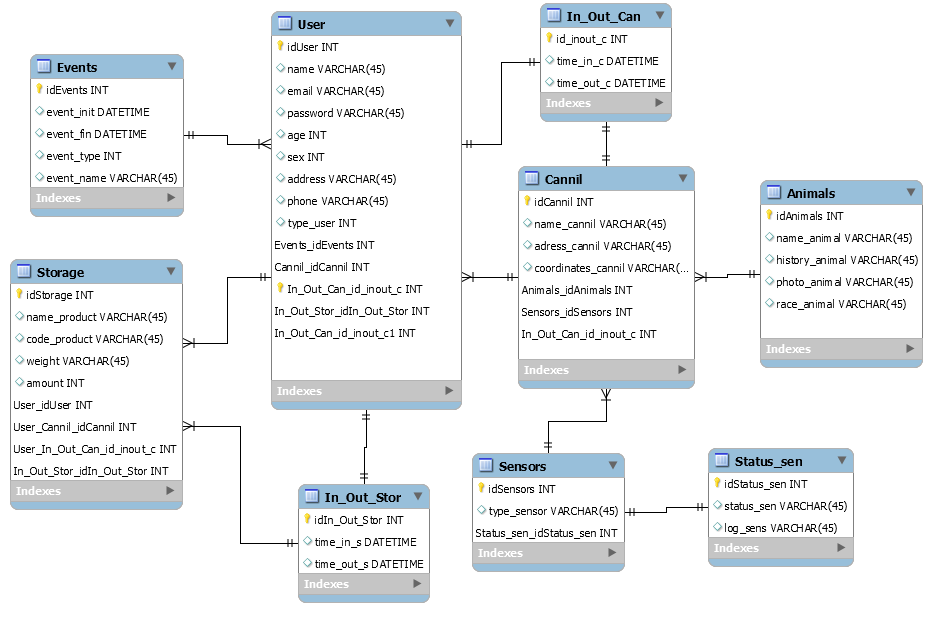 Events
idEvents INT
event_init DATETIME
event_fin DATETIME
event_type INT
event_name VARCHAR(45)
Indexes
User
idUser INT
name VARCHAR(45)
email VARCHAR(45)
password VARCHAR(45)
age INT
sex INT
address VARCHAR(45)
phone VARCHAR(45)
type_user INT
Events_idEvents INT
Cannil_idCannil INT
In_Out_Can_id_inout_c INT
In_Out_Stor_idIn_Out_Stor INT
In_Out_Can_id_inout_c1 INT
Indexes
In_Out_Can
id_inout_c INT
time_in_c DATETIME
time_out_c DATETIME
Indexes
Cannil
idCannil INT
name_cannil VARCHAR(45)
adress_cannil VARCHAR(45)
coordinates_cannil VARCHAR(...
Animals_idAnimals INT
Sensors_idSensors INT
In_Out_Can_id_inout_c INT
Indexes
Animals
idAnimals INT
name_animal VARCHAR(45)
history_animal VARCHAR(45)
photo_animal VARCHAR(45)
race_animal VARCHAR(45)
Indexes
Storage
idStorage INT
name_product VARCHAR(45)
code_product VARCHAR(45)
weight VARCHAR(45)
amount INT
User_idUser INT
User_Cannil_idCannil INT
User_In_Out_Can_id_inout_c INT
In_Out_Stor_idIn_Out_Stor INT
Indexes
In_Out_Stor
idIn_Out_Stor INT
time_in_s DATETIME
time_out_s DATETIME
Indexes
Sensors
idSensors INT
type_sensor VARCHAR(45)
Status_sen_idStatus_sen INT
Indexes
Status_sen
idStatus_sen INT
status_sen VARCHAR(45)
log_sens VARCHAR(45)
Indexes